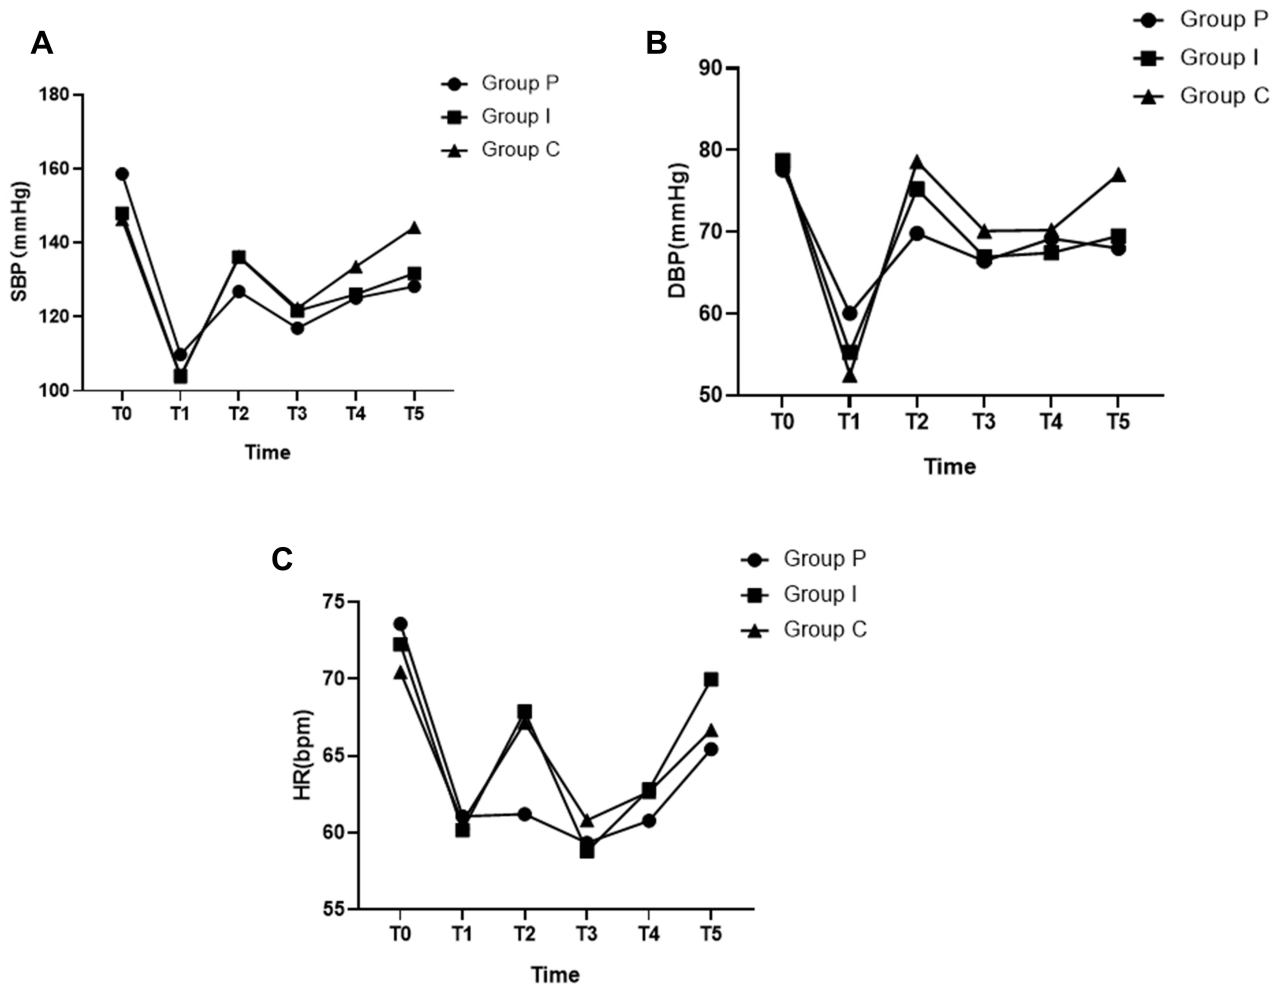 A
Group P
Group I
Group C
180
160
140
120
100
SBP (mmHg)
T0 T1 T2 T3 T4 T5
Time
B
Group P
Group I
Group C
90
80
70
60
50
DBP(mmHg)
T0 T1 T2 T3 T4 T5
Time
C
Group P
Group I
Group C
75
70
65
60
55
HR(bpm)
T0 T1 T2 T3 T4 T5
Time